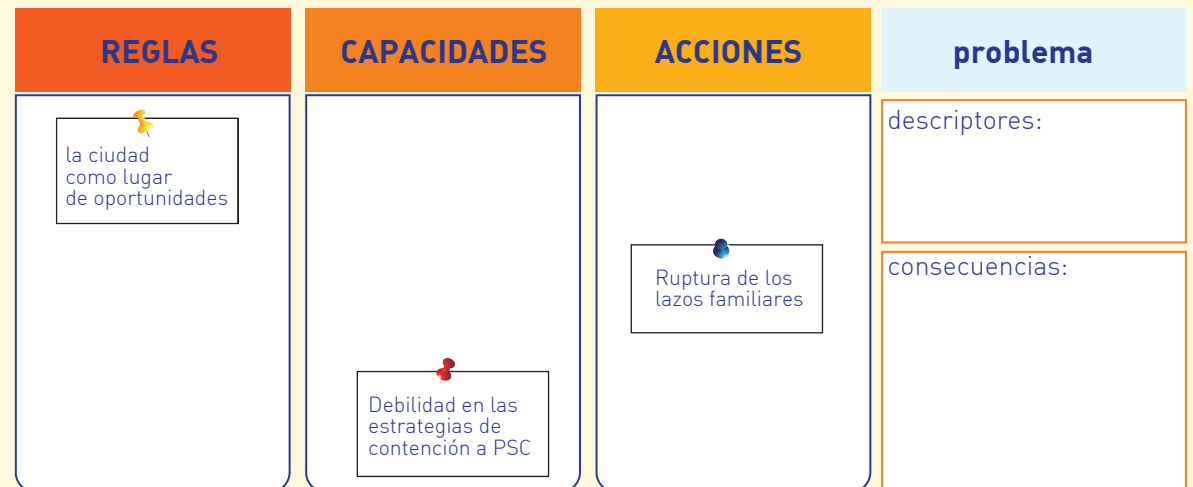 REGLAS
CAPACIDADES
ACCIONES
problema
la ciudad
como lugar
de oportunidades
Debilidad en las
estrategias de
contención a PSC
Ruptura de los
lazos familiares
descriptores:
consecuencias: